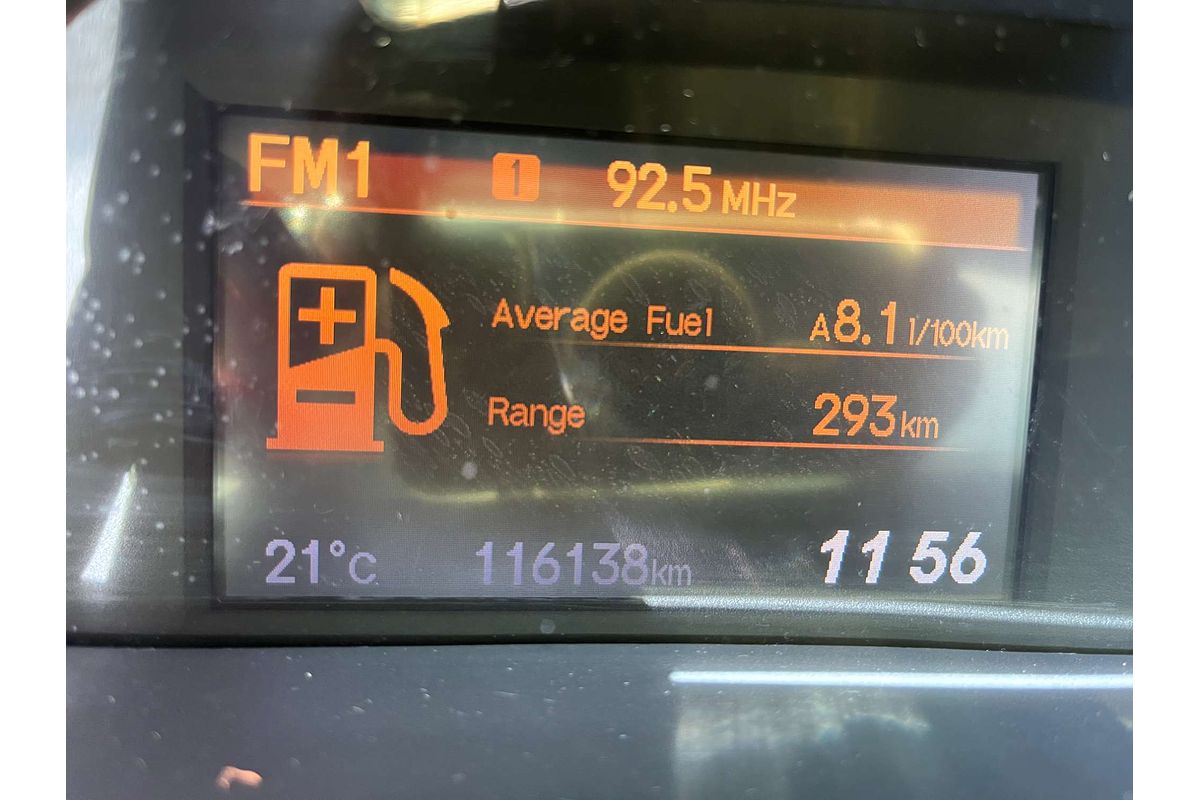 FM1 1 92.5 MHz
Average Fuel A8.1 l/100km
Range 293 km
21°C 116138km 11 56